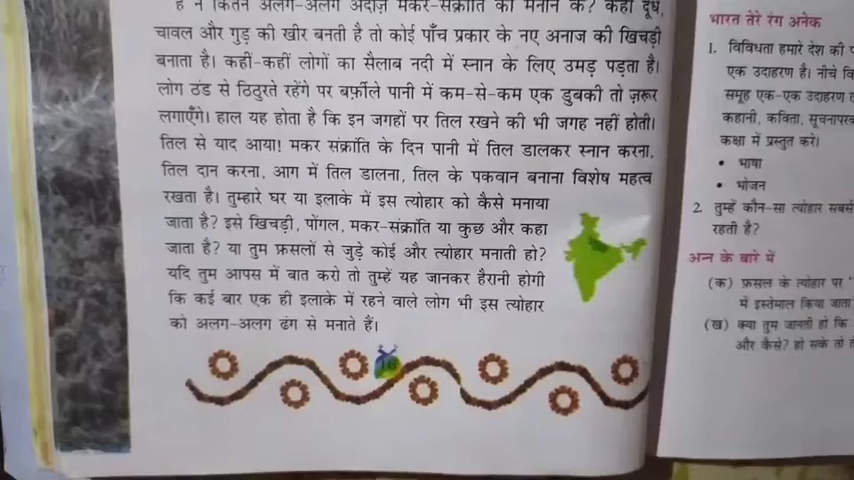 है न कितने अलग-अलग अंदाज़ मकर-संक्रांति को मनाने के? कहीं दूध,
चावल और गुड़ की खीर बनती है तो कोई पाँच प्रकार के नए अनाज की खिचड़ी
बनाता है। कहीं-कहीं लोगों का सैलाब नदी में स्नान के लिए उमड़ पड़ता है।
लोग ठंड से ठिठुरते रहेंगे पर बर्फ़ीले पानी में कम-से-कम एक डुबकी तो ज़रूर
लगाएँगे। हाल यह होता है कि इन जगहों पर तिल रखने की भी जगह नहीं होती।
तिल से याद आया! मकर संक्रांति के दिन पानी में तिल डालकर स्नान करना,
तिल दान करना, आग में तिल डालना, तिल के पकवान बनाना विशेष महत्व
रखता है। तुम्हारे घर या इलाके में इस त्योहार को कैसे मनाया
जाता है? इसे खिचड़ी, पोंगल, मकर-संक्रांति या कुछ और कहा
जाता है? या तुम फ़सलों से जुड़े कोई और त्योहार मनाती हो?
यदि तुम आपस में बात करो तो तुम्हें यह जानकर हैरानी होगी
कि कई बार एक ही इलाके में रहने वाले लोग भी इस त्योहार
को अलग-अलग ढंग से मनाते हैं।
भारत तेरे रंग अनेक
1. विविधता हमारे देश की
एक उदाहरण है। नीचे
समूह एक-एक उदाहरण
कहानी, कविता, सूचनापरक
कक्षा में प्रस्तुत करो।
• भाषा
• भोजन
2 तुम्हें कौन-सा त्योहार सबसे
रहती है?
अन्न के बारे में
(क) फ़सल के त्योहार पर
में इस्तेमाल किया जाता
(ख) क्या तुम जानती हो कि
और कैसे? हो सके तो